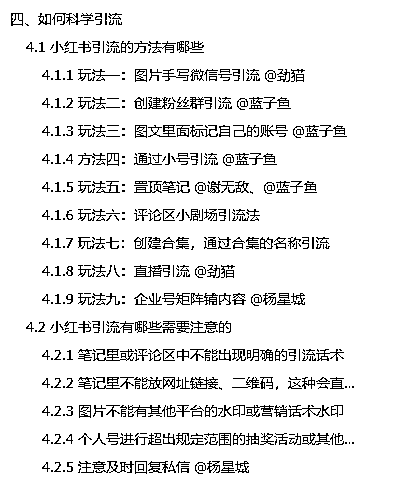 四、如何科学引流
4.1 小红书引流的方法有哪些
4.1.1 玩法一：图片手写微信号引流 @劲猫
4.1.2 玩法二：创建粉丝群引流 @蓝子鱼
4.1.3 玩法三：图文里面标记自己的账号 @蓝子鱼
4.1.4 方法四：通过小号引流 @蓝子鱼
4.1.5 玩法五：置顶笔记 @谢无敌、@蓝子鱼
4.1.6 玩法六：评论区小剧场引流法
4.1.7 玩法七：创建合集，通过合集的名称引流
4.1.8 玩法八：直播引流 @劲猫
4.1.9 玩法九：企业号矩阵铺内容 @杨星城
4.2 小红书引流有哪些需要注意的
4.2.1 笔记里或评论区中不能出现明确的引流话术
4.2.2 笔记里不能放网址链接、二维码，这种会直...
4.2.3 图片不能有其他平台的水印或营销话术水印
4.2.4 个人号进行超出规定范围的抽奖活动或其他...
4.2.5 注意及时回复私信 @杨星城